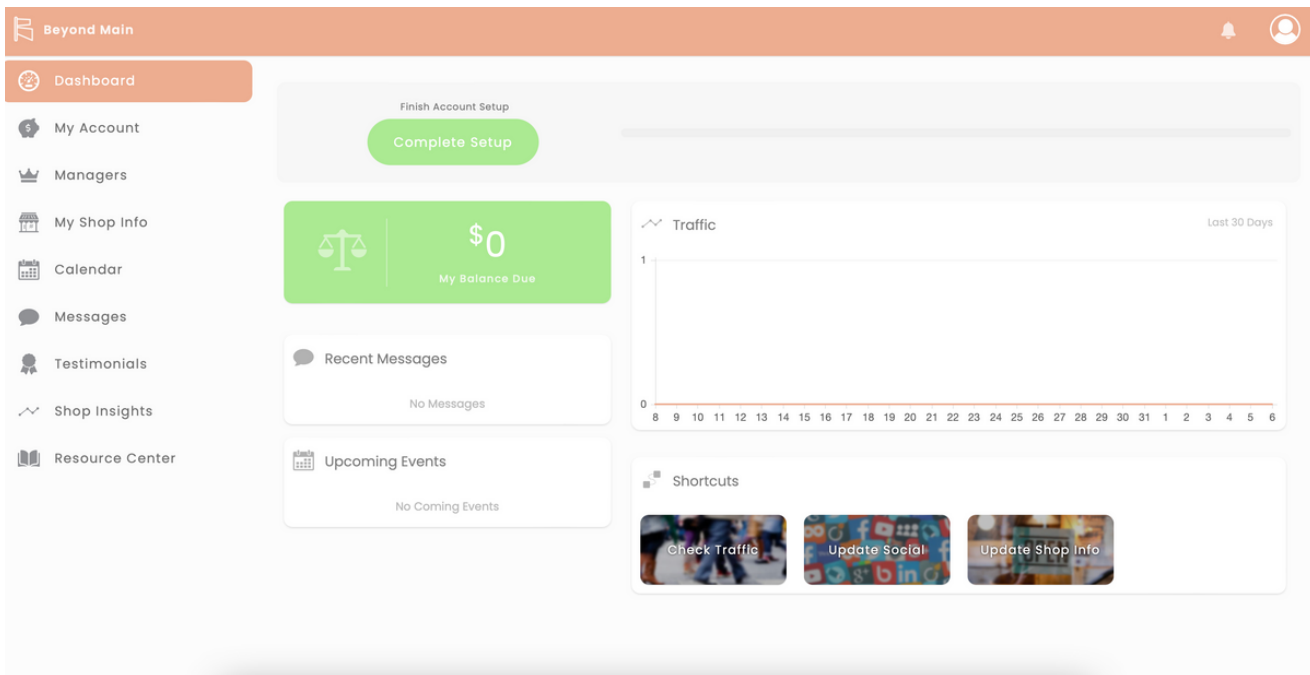 Beyond Main
Dashboard
My Account
Managers
My Shop Info
Calendar
Messages
Testimonials
Shop Insights
Resource Center
Finish Account Setup
Complete Setup
$0
My Balance Due
Recent Messages
No Messages
Upcoming Events
No Coming Events
Traffic
Last 30 Days
1
0
8 9 10 11 12 13 14 15 16 17 18 19 20 21 22 23 24 25 26 27 28 29 30 31 1 2 3 4 5 6
Shortcuts
Check Traffic
Update Social
Update Shop Info
OPEN